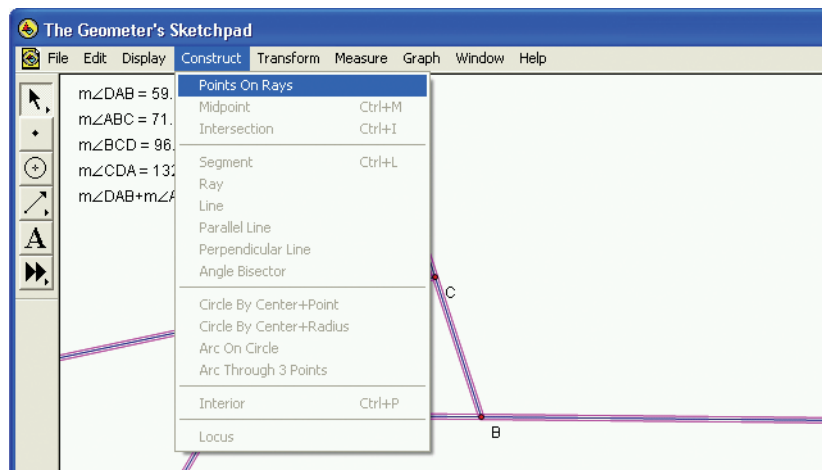 The Geometer's Sketchpad
File Edit Display Construct Transform Measure Graph Window Help
m∠DAB = 59.
m∠ABC = 71.
m∠BCD = 96.
m∠CDA = 132
m∠DAB+m∠A
A
Points On Rays
Midpoint Ctrl+M
Intersection Ctrl+I
Segment Ctrl+L
Ray
Line
Parallel Line
Perpendicular Line
Angle Bisector
Circle By Center+Point
Circle By Center+Radius
Arc On Circle
Arc Through 3 Points
Interior Ctrl+P
Locus
C
B